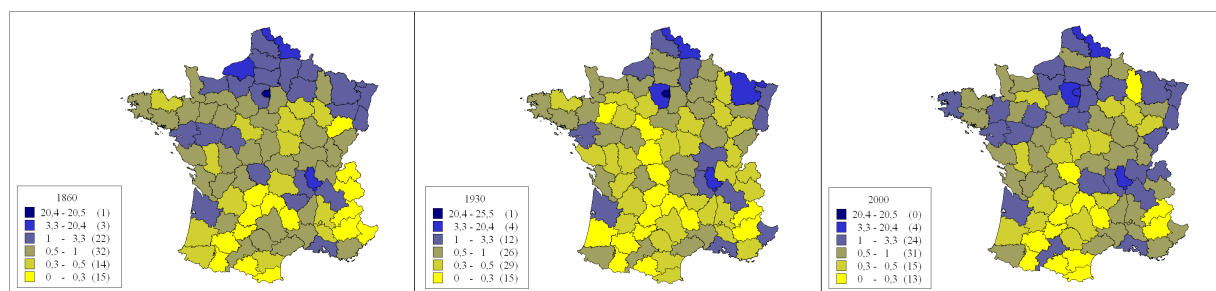 1860
20,4 - 20,5 (1)
3,3 - 20,4 (3)
1 - 3,3 (22)
0,5 - 1 (32)
0,3 - 0,5 (14)
0 - 0,3 (15)
1930
20,4 - 25,5 (1)
3,3 - 20,4 (4)
1 - 3,3 (12)
0,5 - 1 (26)
0,3 - 0,5 (29)
0 - 0,3 (15)
2000
20,4 - 20,5 (0)
3,3 - 20,4 (4)
1 - 3,3 (24)
0,5 - 1 (31)
0,3 - 0,5 (15)
0 - 0,3 (13)